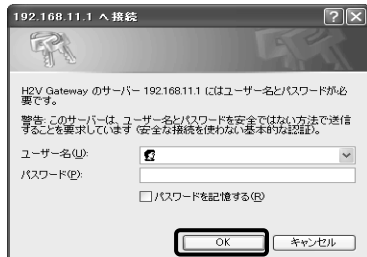 192.168.11.1 へ接続
H2V Gateway のサーバー 192.168.11.1 にはユーザー名とパスワードが必
要です。
警告: このサーバーは、ユーザー名とパスワードを安全ではない方法で送信
することを要求しています (安全な接続を使わない基本的な認証)。
ユーザー名(U):
パスワード(P):
パスワードを記憶する(R)
OK
キャンセル